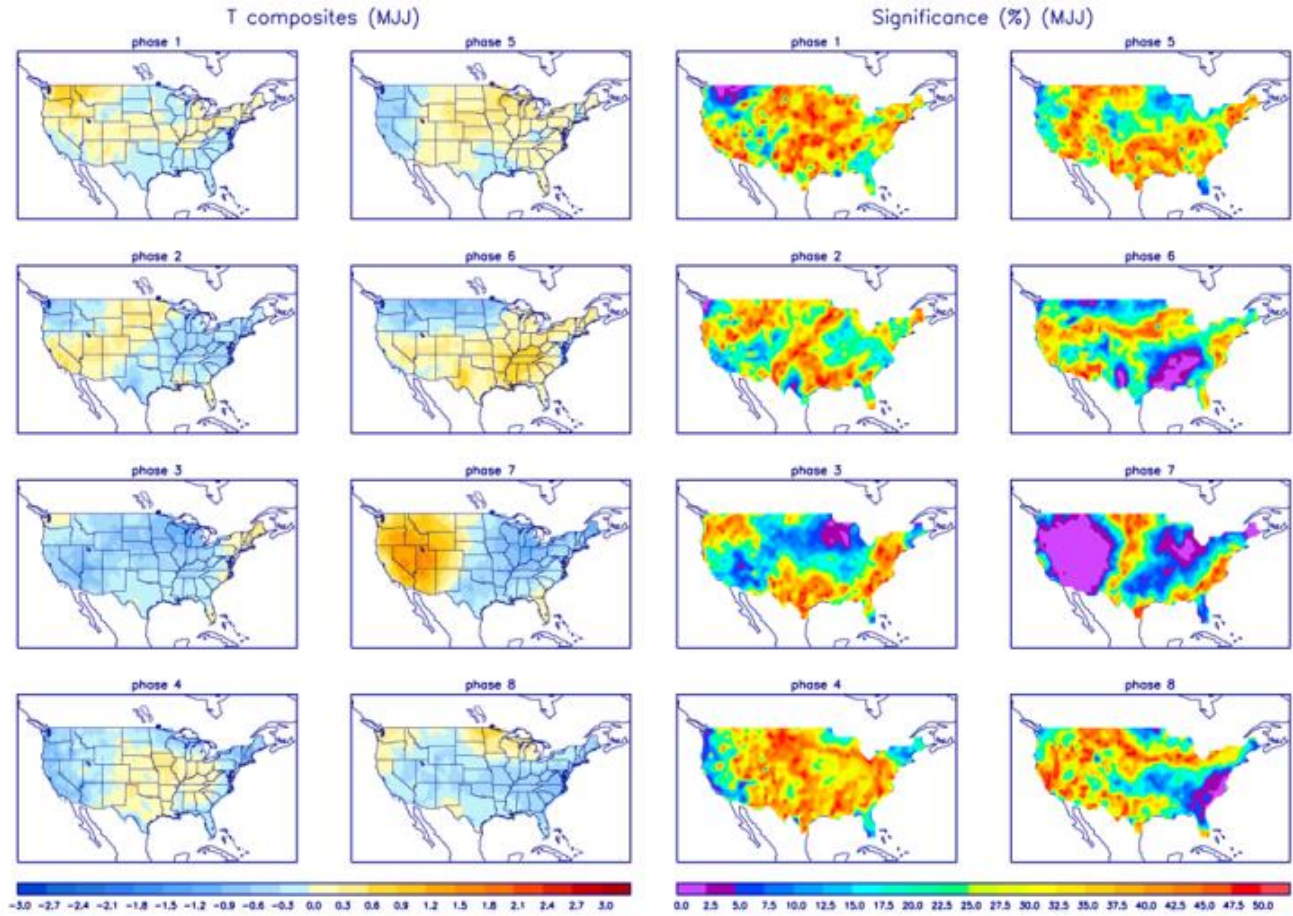 T composites (MJJ)
Significance (%) (MJJ)
phase 1
phase 5
phase 1
phase 5
phase 2
phase 6
phase 2
phase 6
phase 3
phase 7
phase 3
phase 7
phase 4
phase 8
phase 4
phase 8
-3.0 -2.7 -2.4 -2.1 -1.8 -1.5 -1.2 -0.9 -0.6 -0.3 0.0 0.3 0.6 0.9 1.2 1.5 1.8 2.1 2.4 2.7 3.0
0.0 2.5 5.0 7.5 10.0 12.5 15.0 17.5 20.0 22.5 25.0 27.5 30.0 32.5 35.0 37.5 40.0 42.5 45.0 47.5 50.0